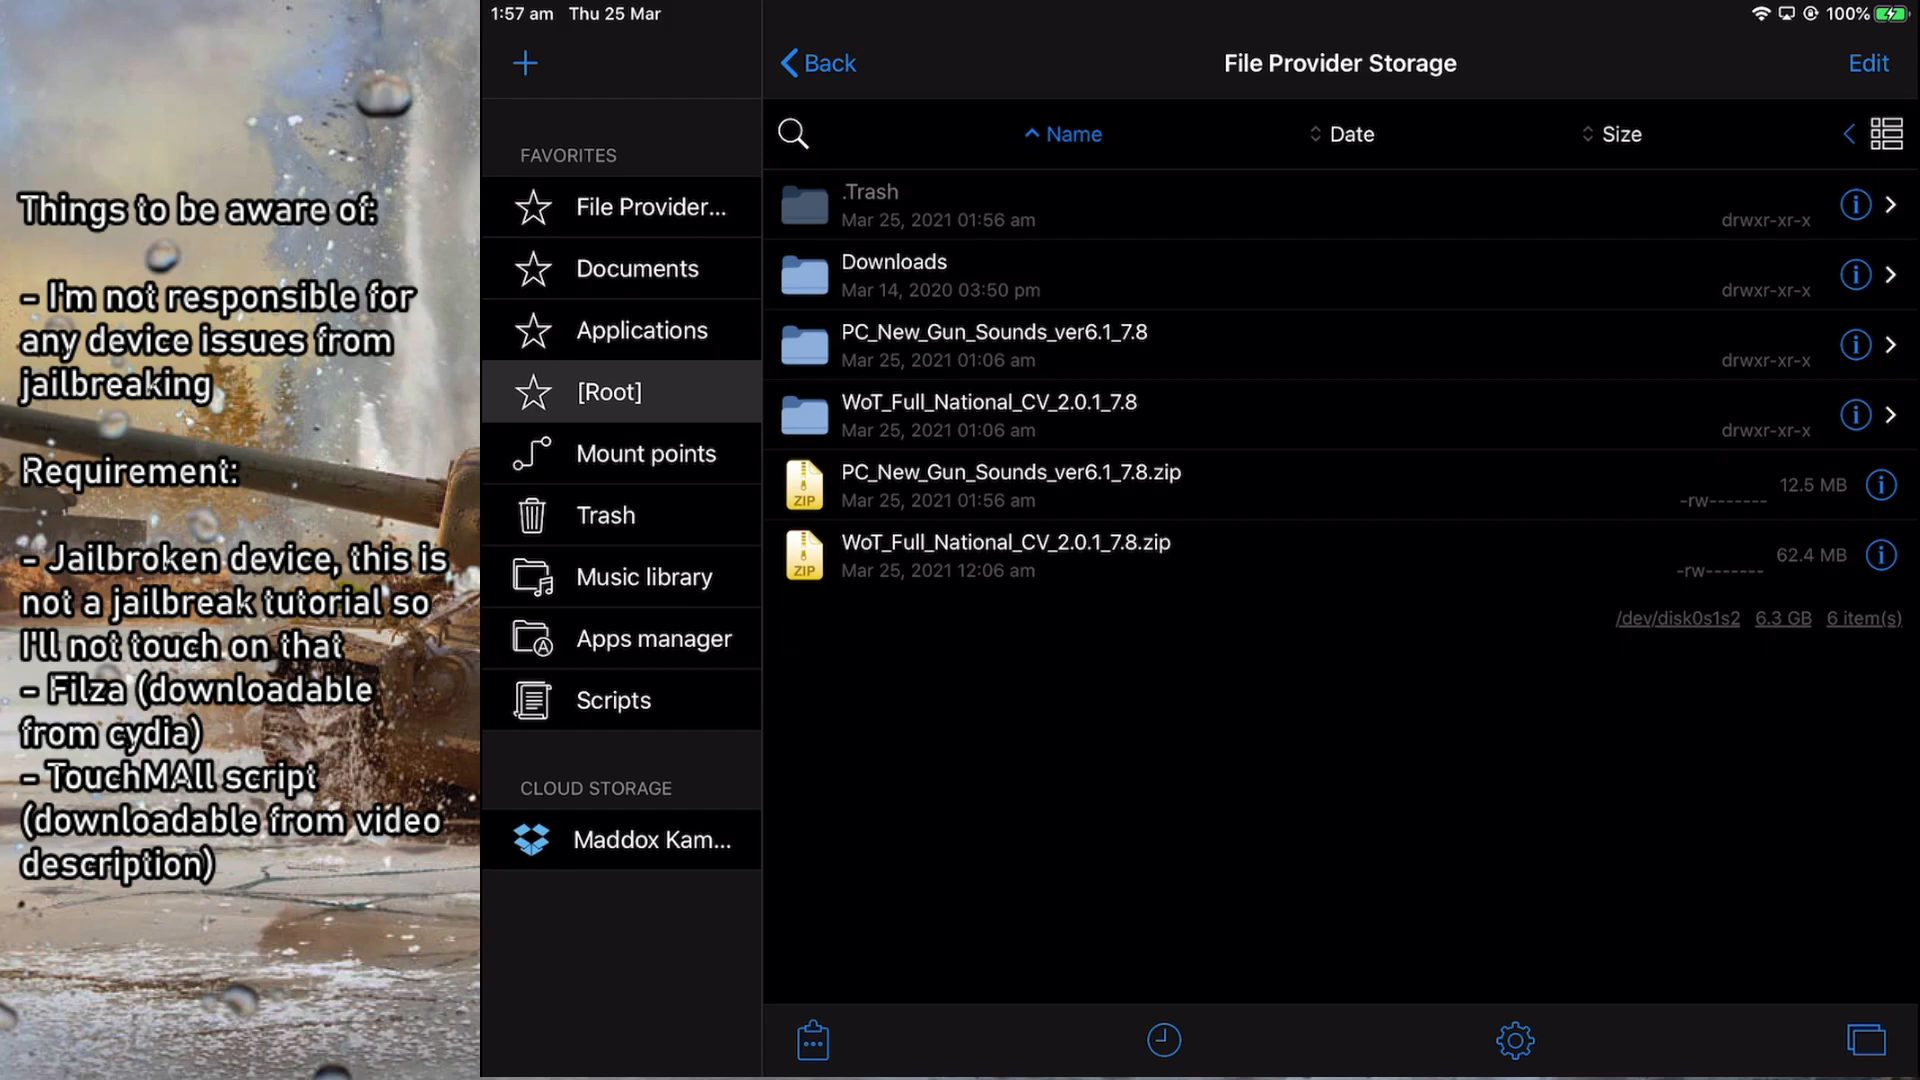 Things to be aware of:
- I'm not responsible for
any device issues from
jailbreaking
Requirement:
- Jailbroken device, this is
not a jailbreak tutorial so
I'll not touch on that
- Filza (downloadable
from cydia)
- TouchMAll script
(downloadable from video
description)
1:57 am Thu 25 Mar
100%
FAVORITES
File Provider...
Documents
Applications
[Root]
Mount points
Trash
Music library
Apps manager
Scripts
CLOUD STORAGE
Maddox Kam...
Back
File Provider Storage
Edit
Name
Date
Size
.Trash
Mar 25, 2021 01:56 am
drwxr-xr-x
Downloads
Mar 14, 2020 03:50 pm
drwxr-xr-x
PC_New_Gun_Sounds_ver6.1_7.8
Mar 25, 2021 01:06 am
drwxr-xr-x
WoT_Full_National_CV_2.0.1_7.8
Mar 25, 2021 01:06 am
drwxr-xr-x
ZIP
PC_New_Gun_Sounds_ver6.1_7.8.zip
Mar 25, 2021 01:56 am
-rw-------
12.5 MB
ZIP
WoT_Full_National_CV_2.0.1_7.8.zip
Mar 25, 2021 12:06 am
-rw-------
62.4 MB
/dev/disk0s1s2 6.3 GB 6 item(s)